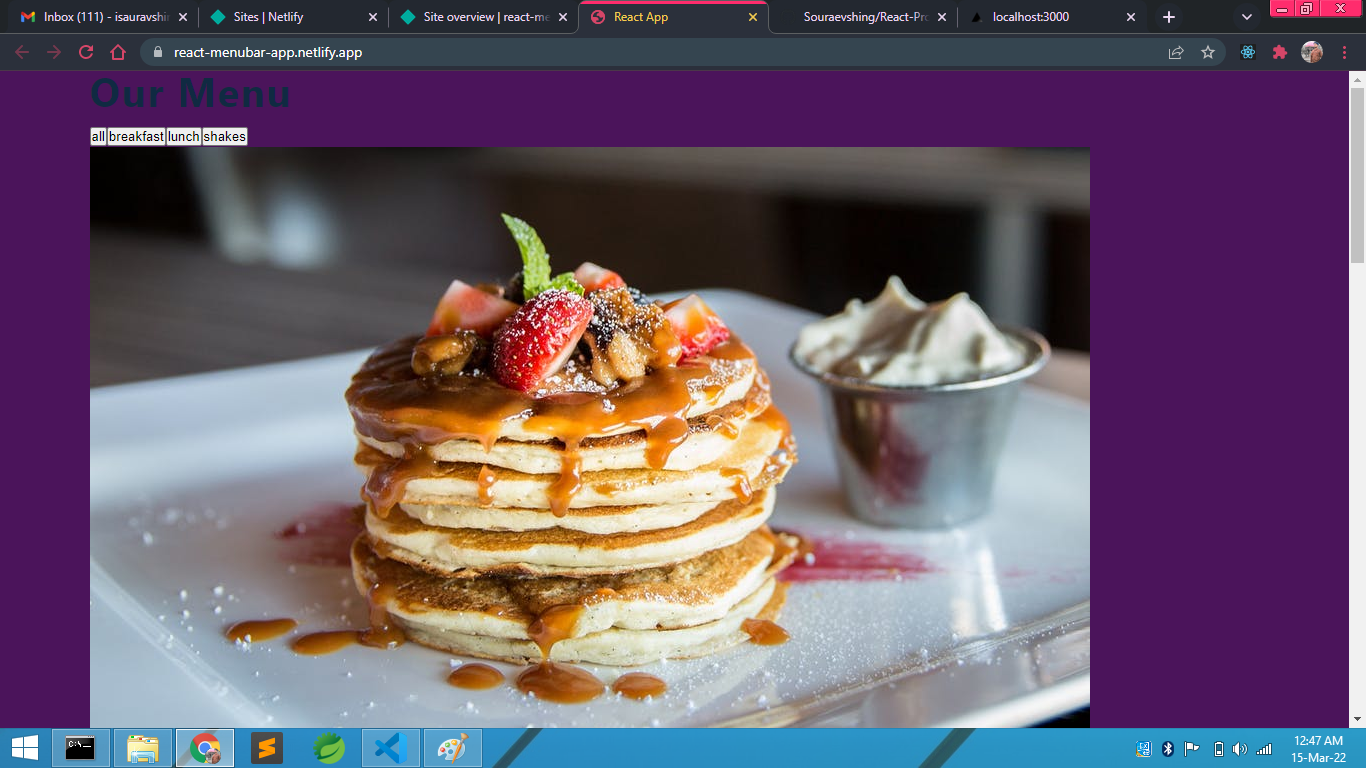 Inbox (111) - isauravshin
Sites | Netlify
Site overview | react-me
React App
Souraevshing/React-Pro
localhost:3000
react-menubar-app.netlify.app
Our Menu
all breakfast lunch shakes
12:47 AM
15-Mar-22